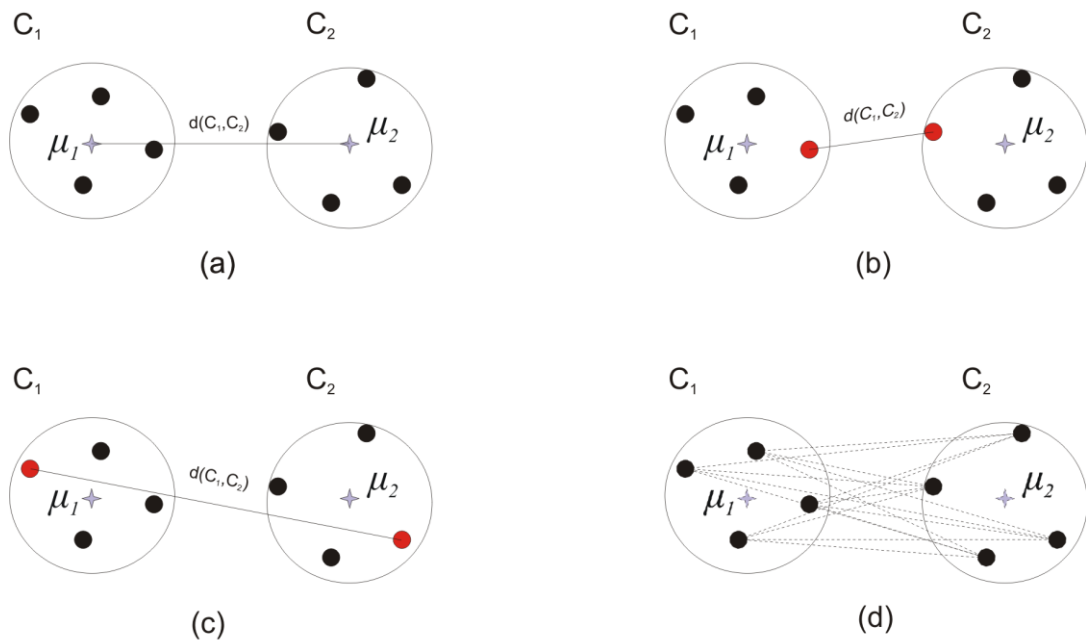 C₁ C₂
d(C₁,C₂)
μ₁ μ₂
(a)
C₁ C₂
d(C₁,C₂)
μ₁ μ₂
(b)
C₁ C₂
d(C₁,C₂)
μ₁ μ₂
(c)
C₁ C₂
μ₁ μ₂
(d)